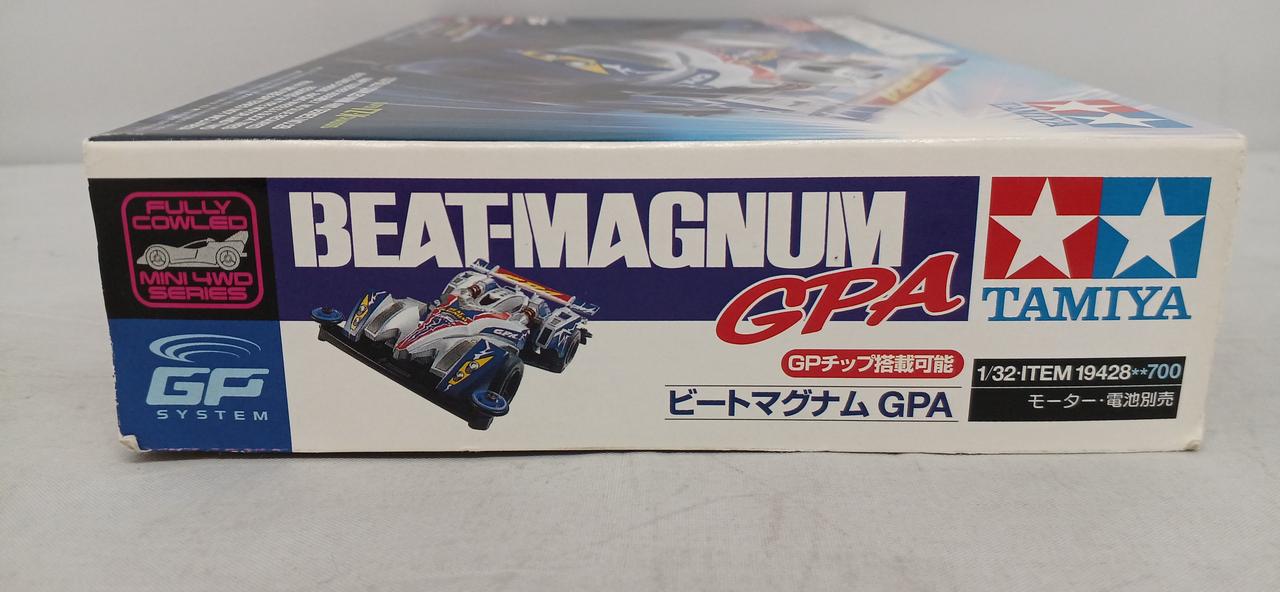 FULLY
COWLED
MINI 4WD
SERIES
GP
SYSTEM
BEAT-MAGNUM
GPA
GPA
GPチップ搭載可能
ビートマグナム GPA
TAMIYA
1/32・ITEM 19428**700
モーター・電池別売